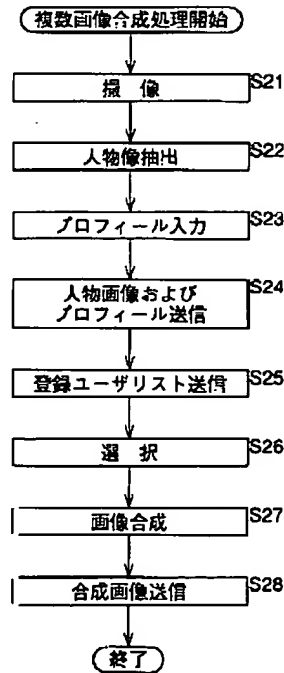 複数画像合成処理開始
撮 像 S21
人物像抽出 S22
プロフィール入力 S23
人物画像および S24
プロフィール送信
登録ユーザリスト送信 S25
選 択 S26
画像合成 S27
合成画像送信 S28
終了